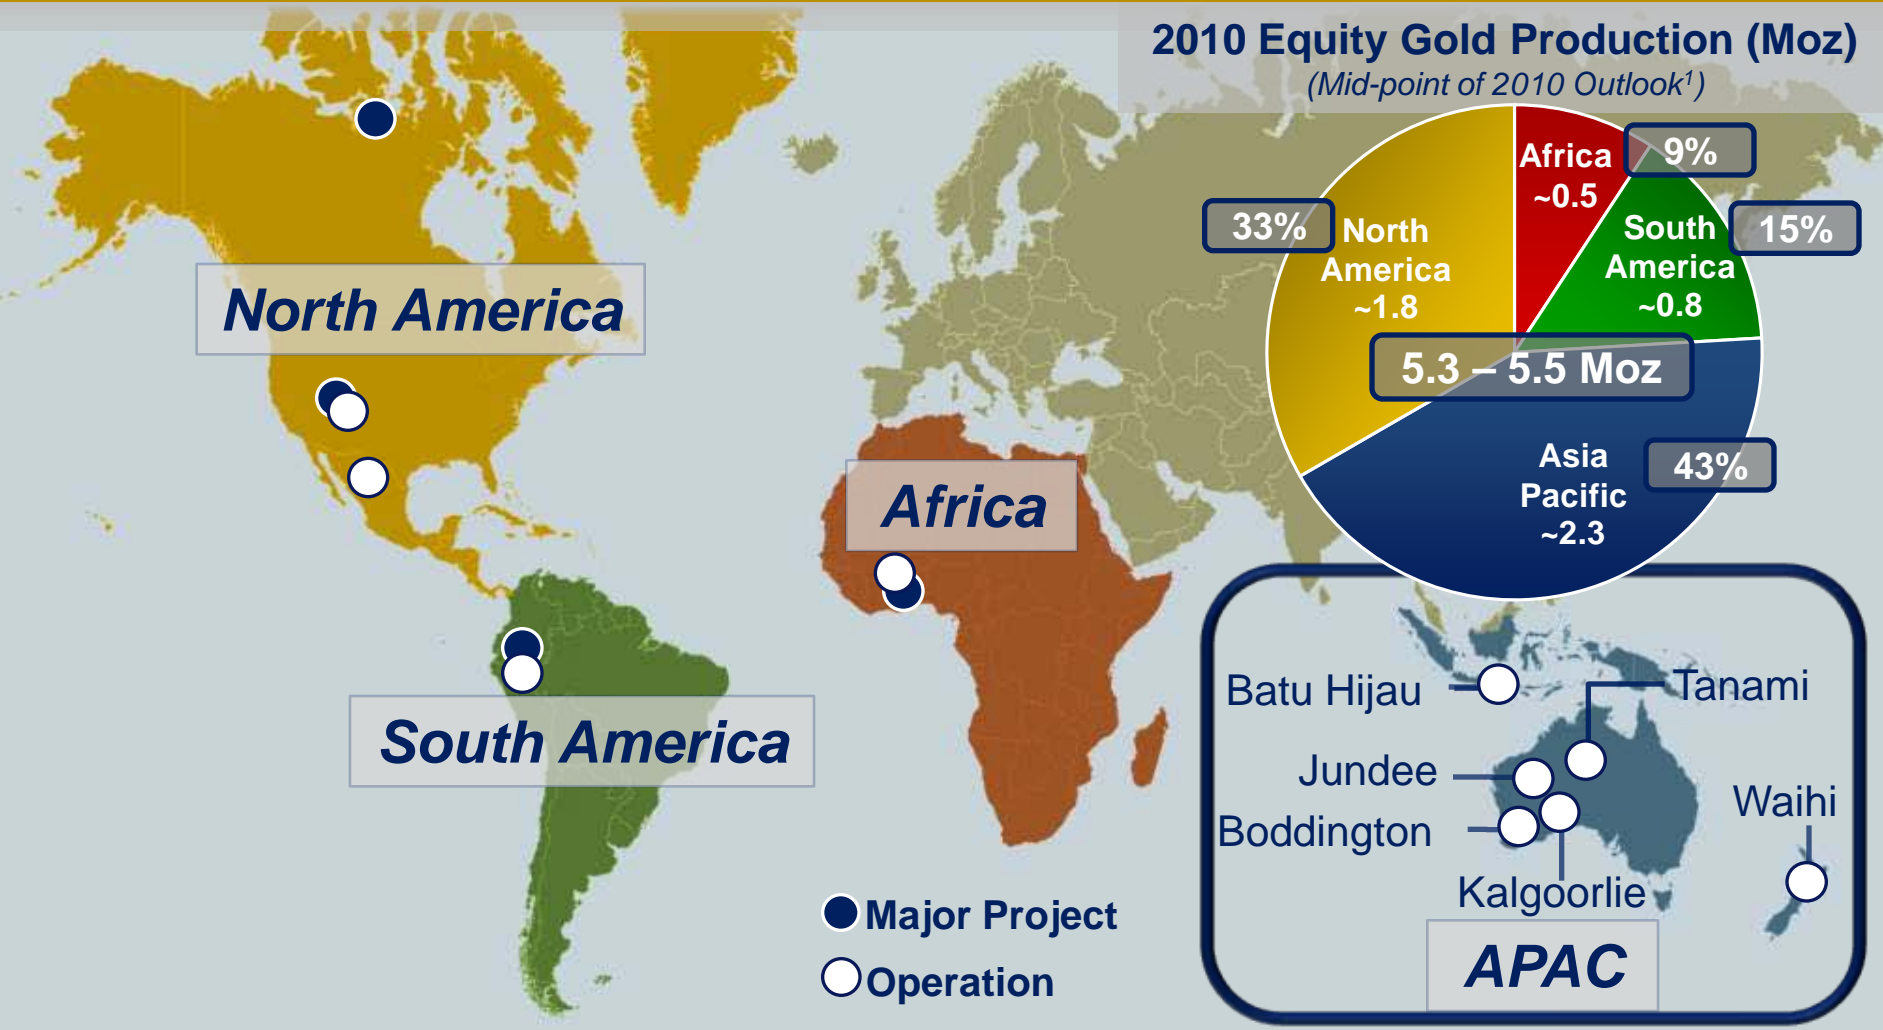 2010 Equity Gold Production (Moz)
(Mid-point of 2010 Outlook¹)
Africa
~0.5
9%
South
America
~0.8
15%
33%
North
America
~1.8
5.3 – 5.5 Moz
Asia
Pacific
~2.3
43%
North America
Africa
South America
Batu Hijau
Tanami
Jundee
Waihi
Boddington
Kalgoorlie
APAC
Major Project
Operation